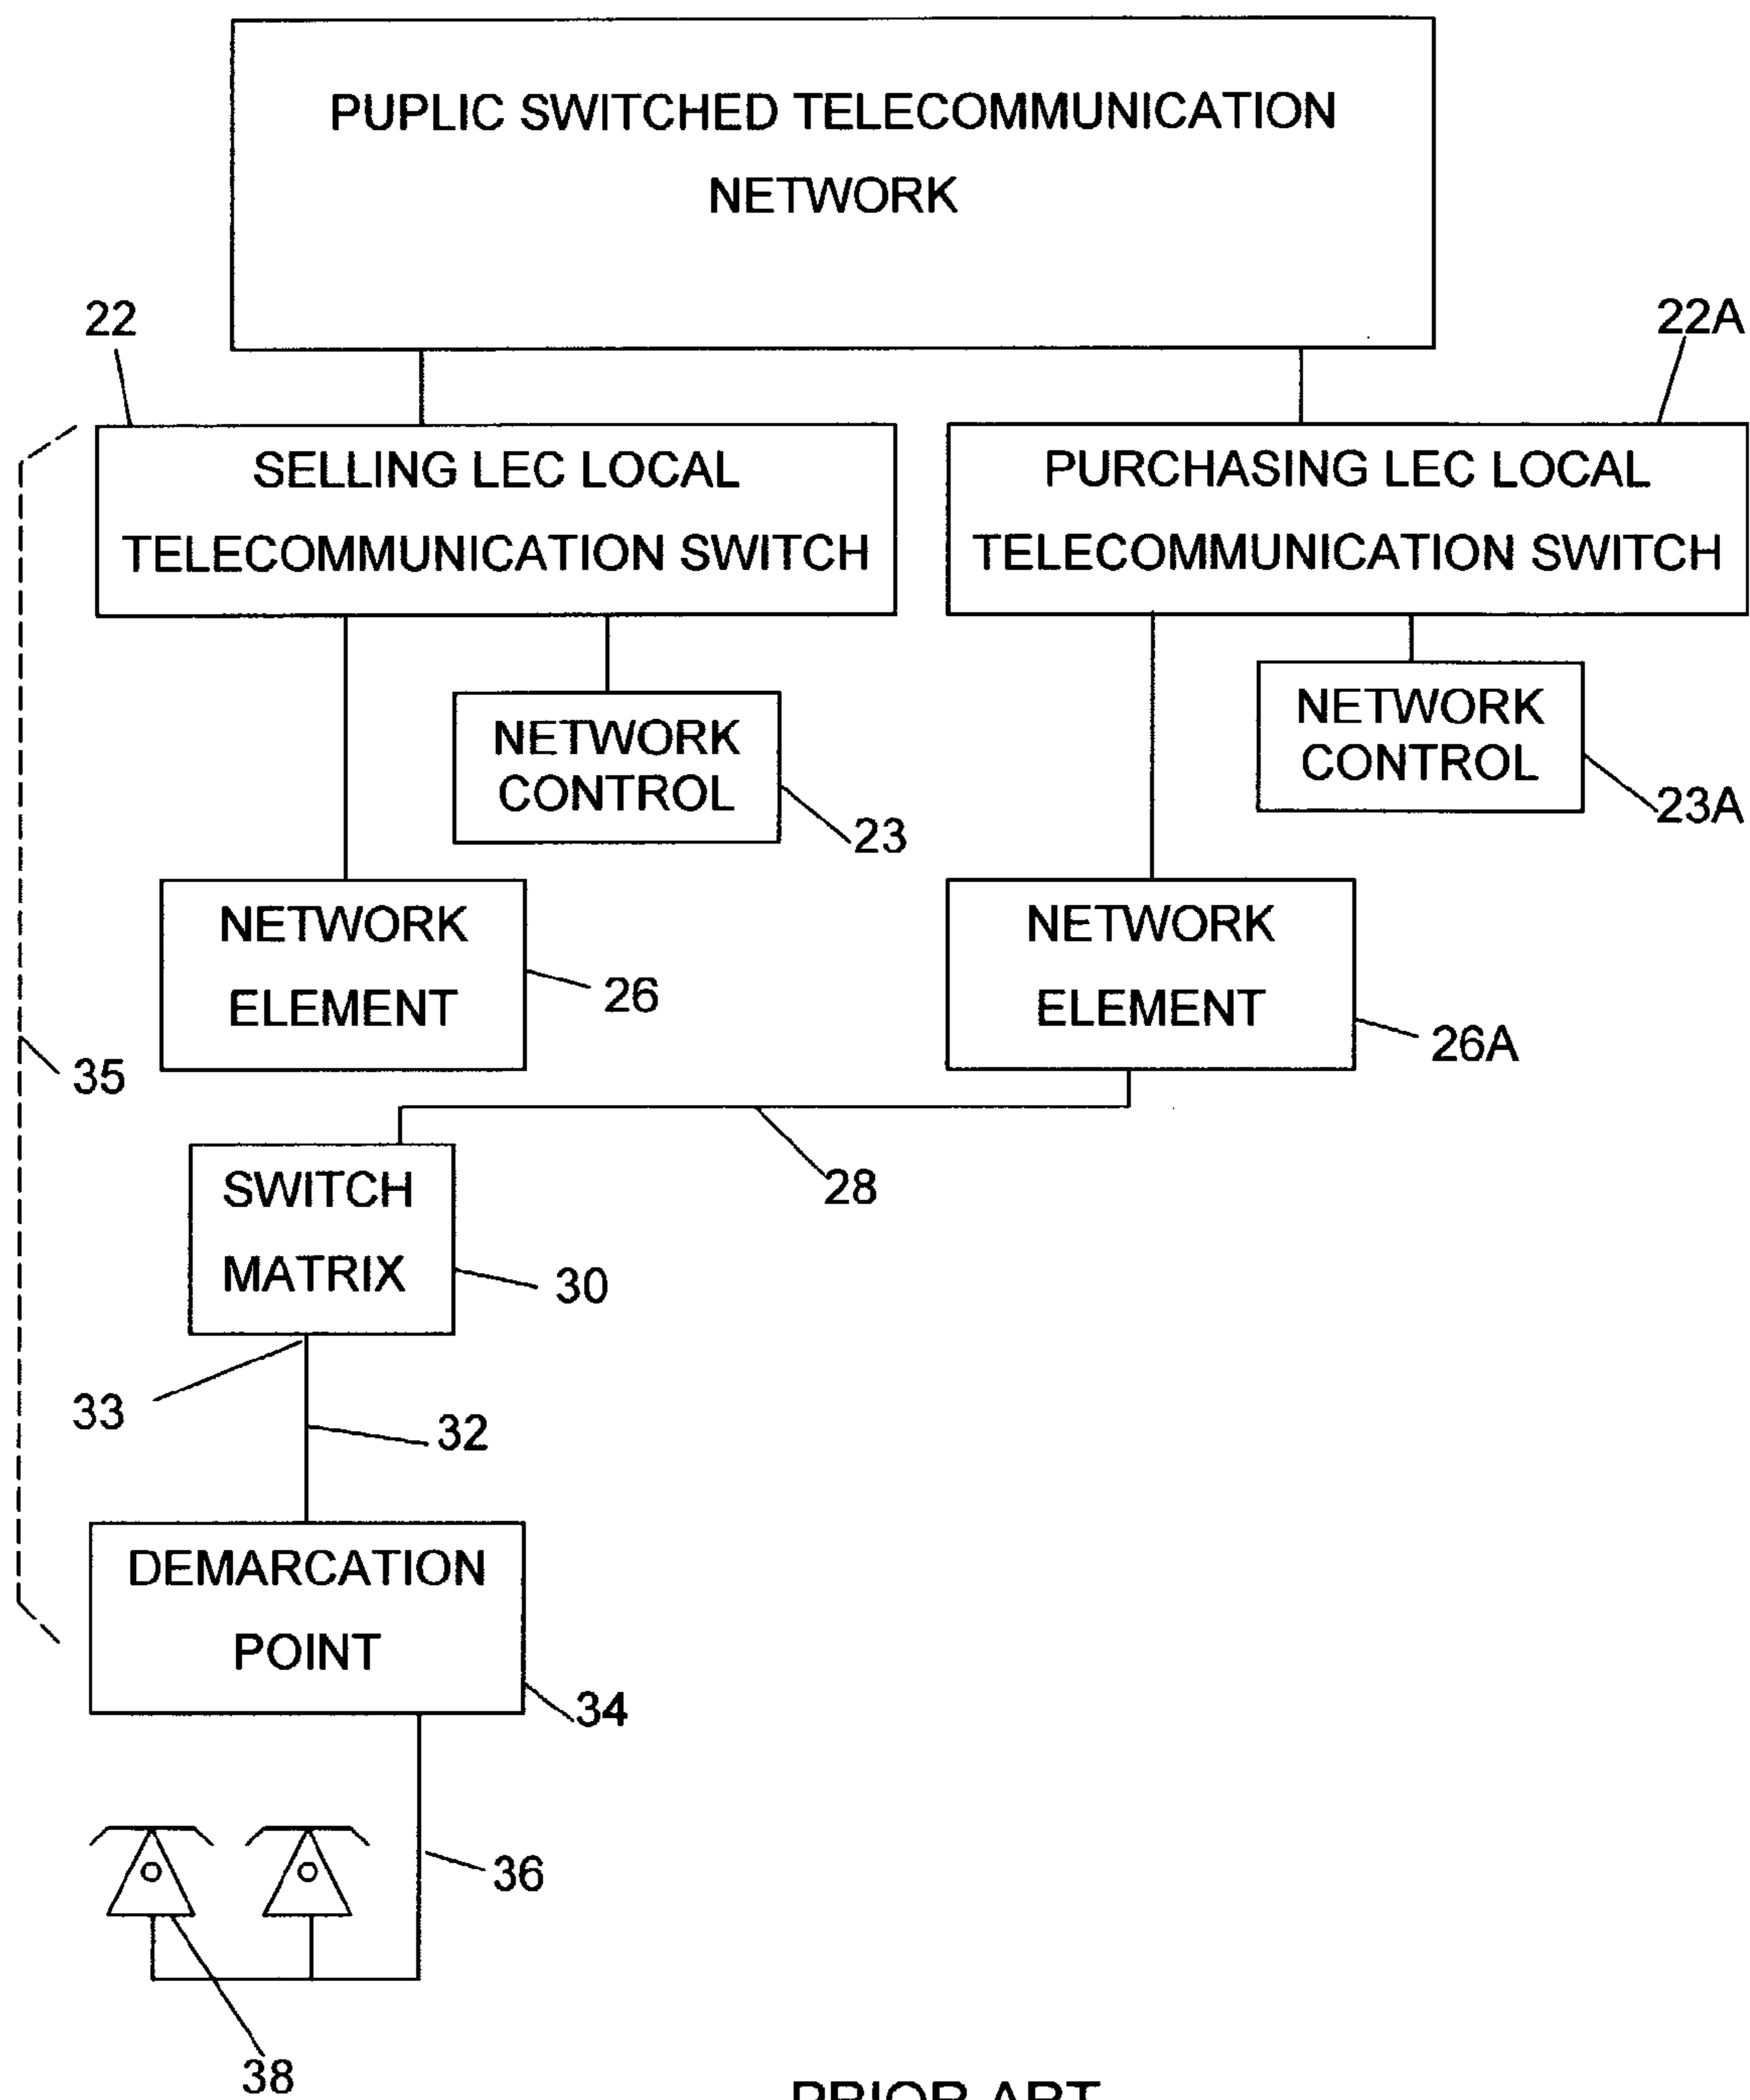 PUPLIC SWITCHED TELECOMMUNICATION
NETWORK
22
22A
SELLING LEC LOCAL
TELECOMMUNICATION SWITCH
PURCHASING LEC LOCAL
TELECOMMUNICATION SWITCH
NETWORK
CONTROL
23
NETWORK
CONTROL
23A
NETWORK
ELEMENT
26
NETWORK
ELEMENT
26A
35
28
SWITCH
MATRIX
30
33
32
DEMARCATION
POINT
34
36
38
PRIOR ART